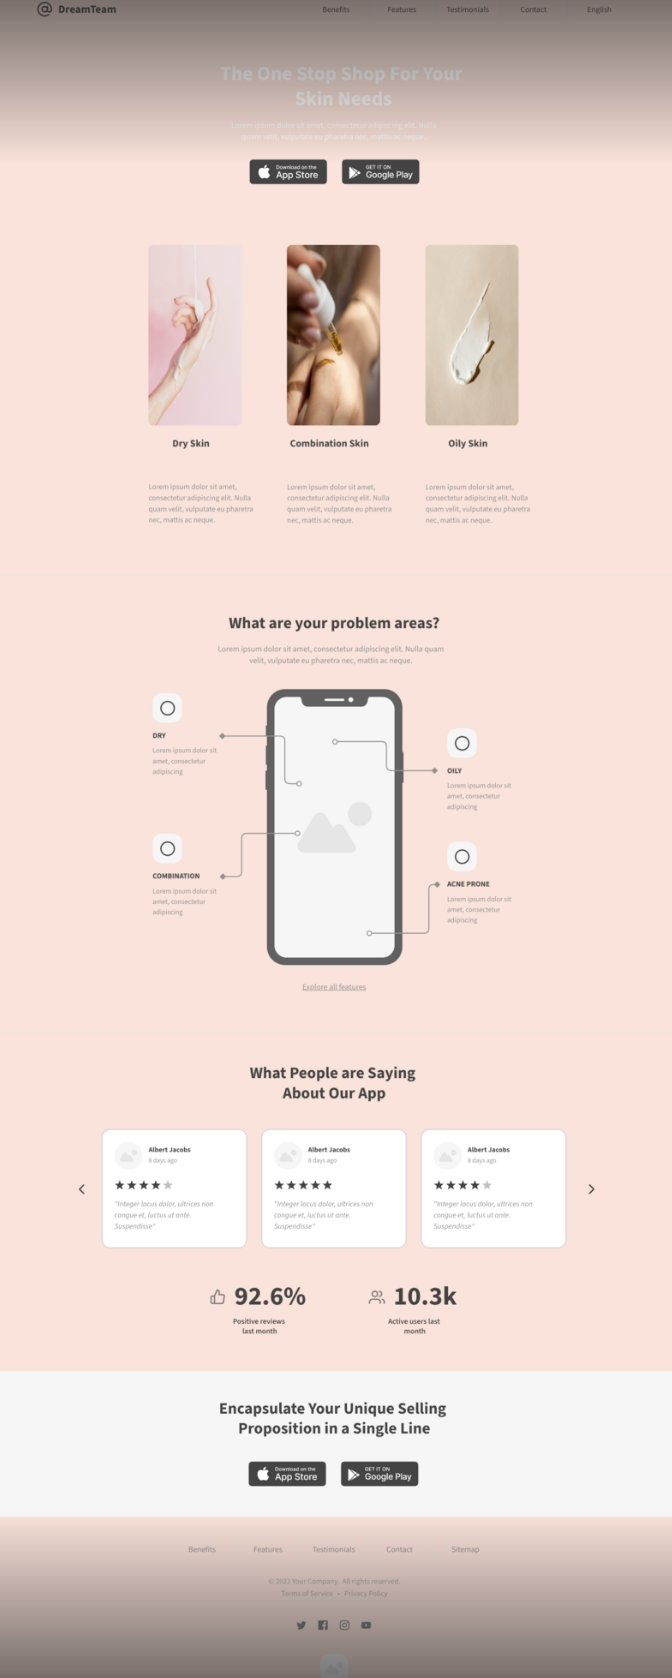 DreamTeam
Benefits
Features
Testimonials
Contact
English
The One Stop Shop For Your
Skin Needs
Lorem ipsum dolor sit amet, consectetur adipiscing elit. Nulla
quam velit, vulputate eu pharetra nec, mattis ac neque.
Download on the
App Store
GET IT ON
Google Play
Dry Skin
Lorem ipsum dolor sit amet,
consectetur adipiscing elit. Nulla
quam velit, vulputate eu pharetra
nec, mattis ac neque.
Combination Skin
Lorem ipsum dolor sit amet,
consectetur adipiscing elit. Nulla
quam velit, vulputate eu pharetra
nec, mattis ac neque.
Oily Skin
Lorem ipsum dolor sit amet,
consectetur adipiscing elit. Nulla
quam velit, vulputate eu pharetra
nec, mattis ac neque.
What are your problem areas?
Lorem ipsum dolor sit amet, consectetur adipiscing elit. Nulla quam
velit, vulputate eu pharetra nec, mattis ac neque.
DRY
Lorem ipsum dolor sit
amet, consectetur
adipiscing
OILY
Lorem ipsum dolor sit
amet, consectetur
adipiscing
COMBINATION
Lorem ipsum dolor sit
amet, consectetur
adipiscing
ACNE PRONE
Lorem ipsum dolor sit
amet, consectetur
adipiscing
Explore all features
What People are Saying
About Our App
Albert Jacobs
8 days ago
"Integer lacus dolor, ultrices non
congue et, luctus ut ante.
Suspendisse"
Albert Jacobs
8 days ago
"Integer lacus dolor, ultrices non
congue et, luctus ut ante.
Suspendisse"
Albert Jacobs
8 days ago
"Integer lacus dolor, ultrices non
congue et, luctus ut ante.
Suspendisse"
92.6%
Positive reviews
last month
10.3k
Active users last
month
Encapsulate Your Unique Selling
Proposition in a Single Line
Download on the
App Store
GET IT ON
Google Play
Benefits
Features
Testimonials
Contact
Sitemap
© 2022 Your Company. All rights reserved.
Terms of Service • Privacy Policy